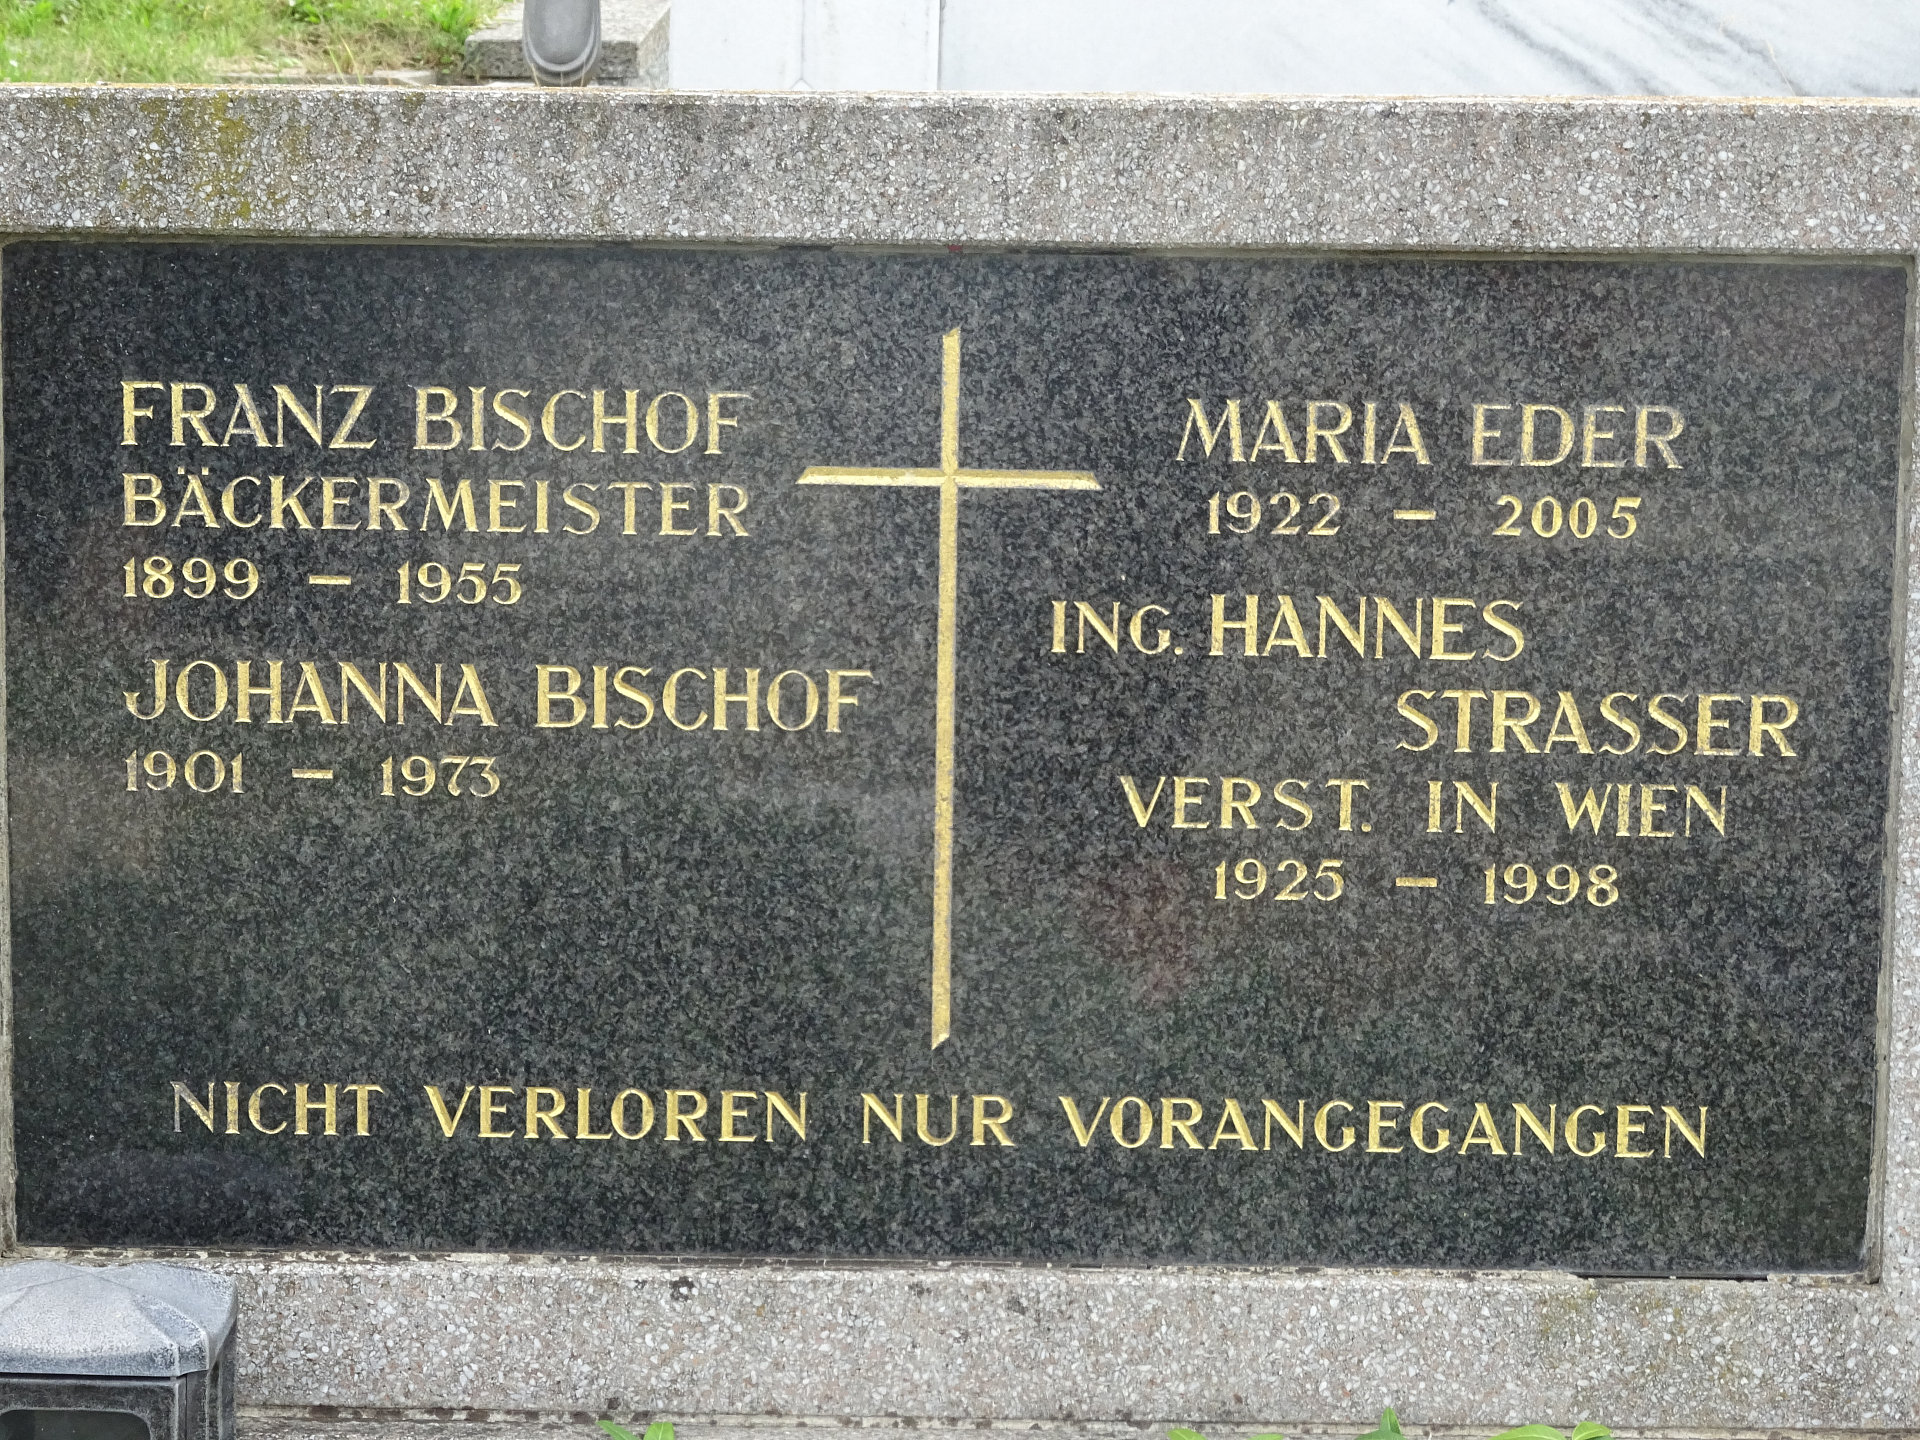 FRANZ BISCHOF
BÄCKERMEISTER
1899 – 1955
JOHANNA BISCHOF
1901 – 1973
MARIA EDER
1922 – 2005
ING. HANNES
STRASSER
VERST. IN WIEN
1925 – 1998
NICHT VERLOREN NUR VORANGEGANGEN